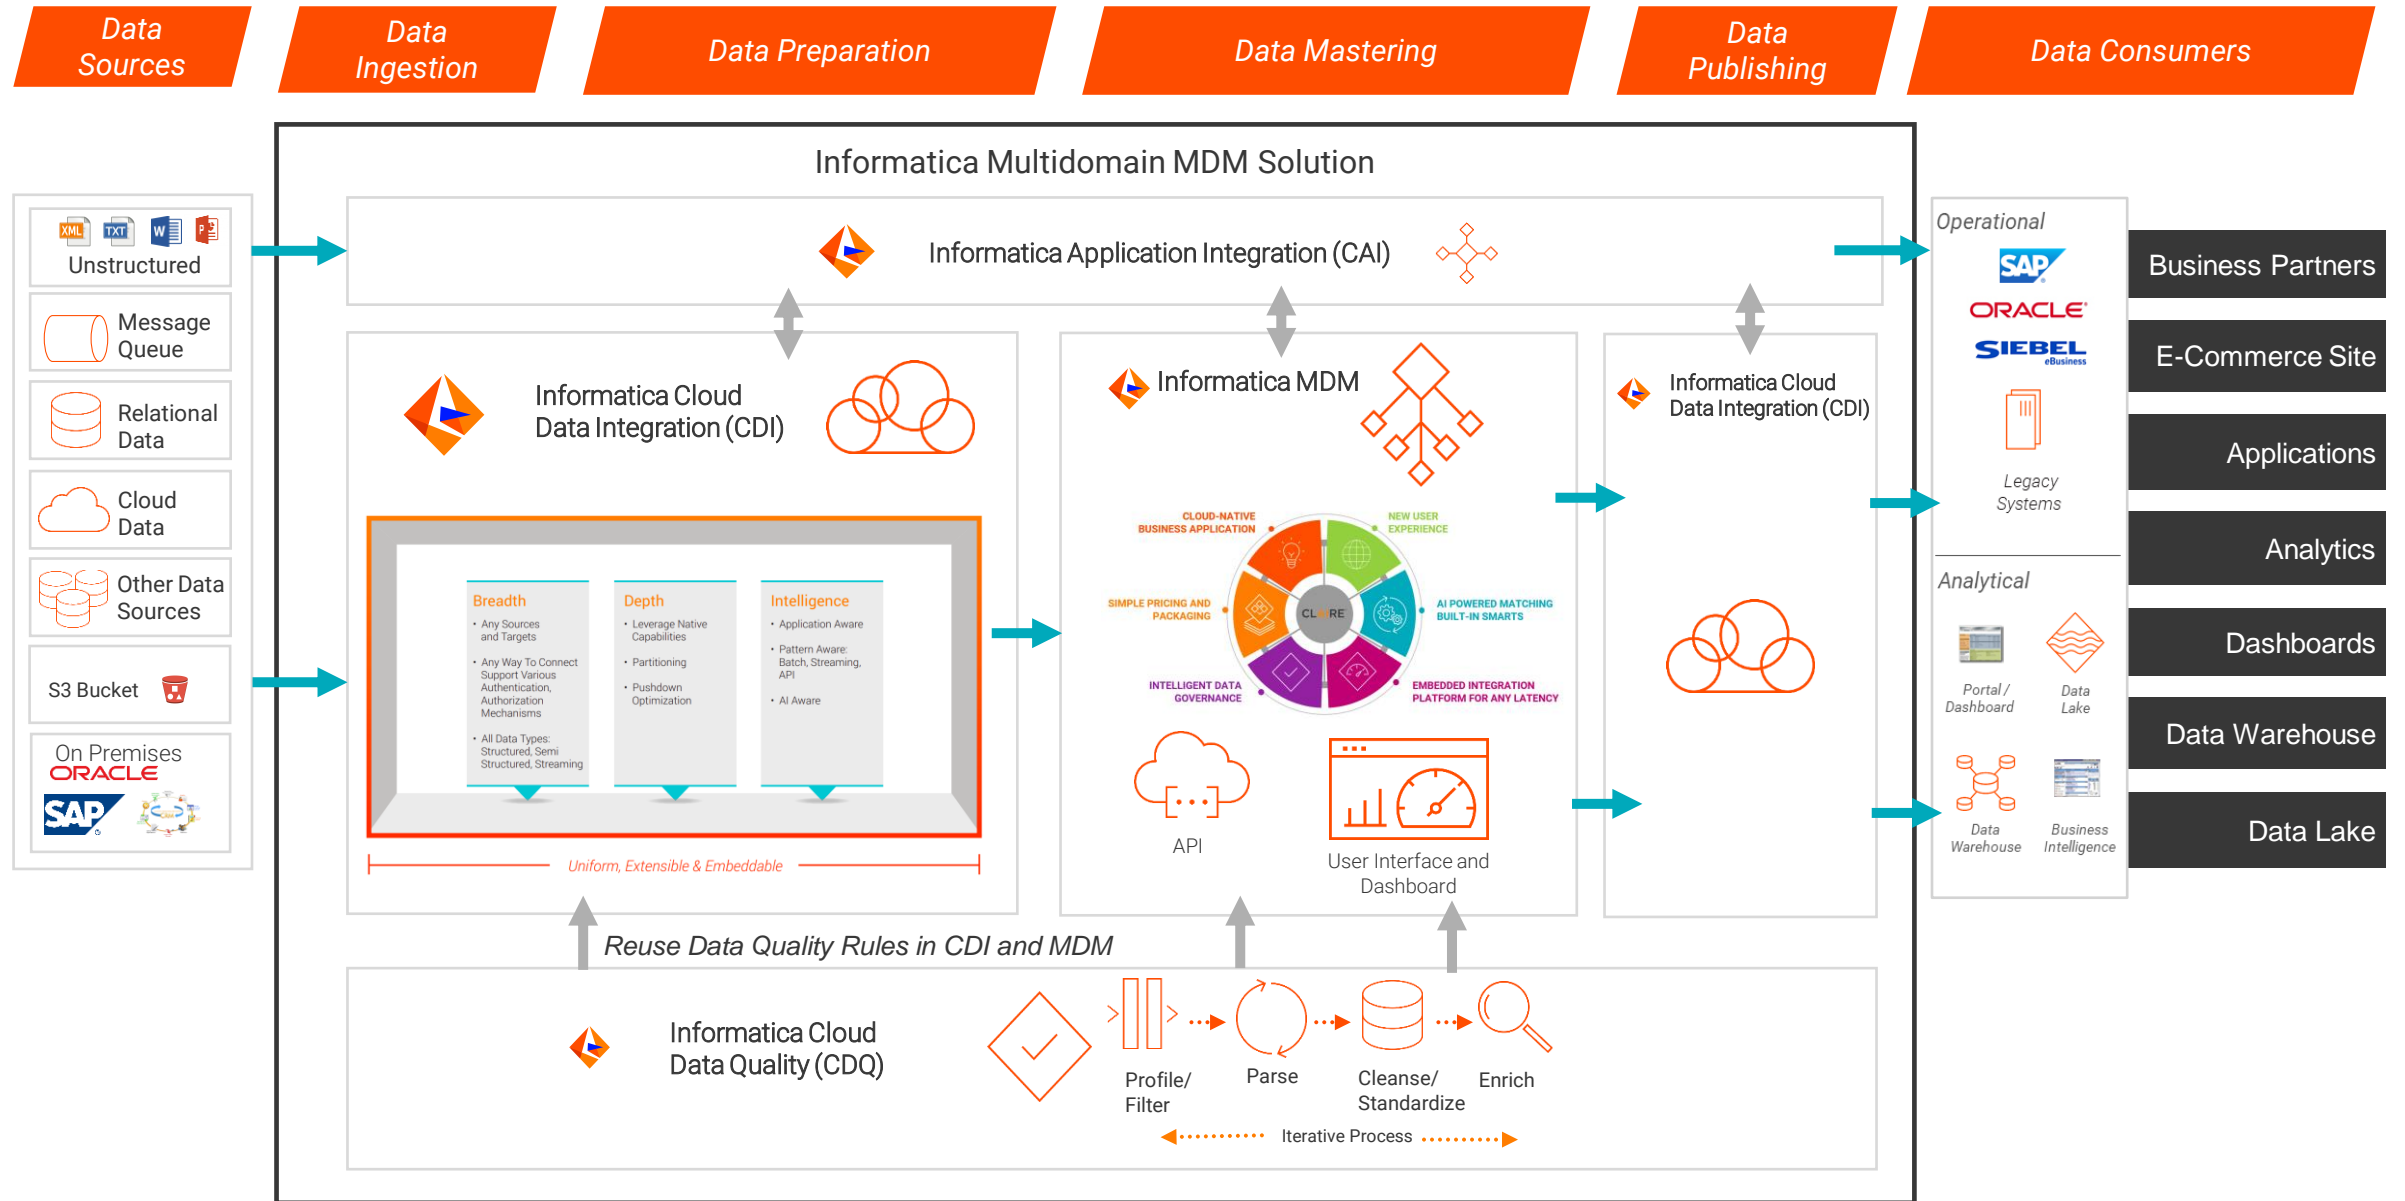 Data
Sources
Data
Ingestion
Data Preparation
Data Mastering
Data
Publishing
Data Consumers
Informatica Multidomain MDM Solution
XML
TXT
W
P
Unstructured
Message
Queue
Relational
Data
Cloud
Data
Other Data
Sources
S3 Bucket
On Premises
ORACLE
SAP
Informatica Application Integration (CAI)
Informatica Cloud
Data Integration (CDI)
Breadth
• Any Sources
and Targets
• Any Way To Connect
Support Various
Authentication,
Authorization
Mechanisms
• All Data Types:
Structured, Semi
Structured, Streaming
Depth
• Leverage Native
Capabilities
• Partitioning
• Pushdown
Optimization
Intelligence
• Application Aware
• Pattern Aware:
Batch, Streaming,
API
• AI Aware
Uniform, Extensible & Embeddable
Informatica MDM
CLOUD-NATIVE
BUSINESS APPLICATION
NEW USER
EXPERIENCE
SIMPLE PRICING AND
PACKAGING
AI POWERED MATCHING
BUILT-IN SMARTS
INTELLIGENT DATA
GOVERNANCE
EMBEDDED INTEGRATION
PLATFORM FOR ANY LATENCY
API
User Interface and
Dashboard
Informatica Cloud
Data Integration (CDI)
Reuse Data Quality Rules in CDI and MDM
Informatica Cloud
Data Quality (CDQ)
Profile/
Filter
Parse
Cleanse/
Standardize
Enrich
Iterative Process
Operational
SAP
ORACLE
SIEBEL
eBusiness
Legacy
Systems
Analytical
Portal /
Dashboard
Data
Lake
Data
Warehouse
Business
Intelligence
Business Partners
E-Commerce Site
Applications
Analytics
Dashboards
Data Warehouse
Data Lake